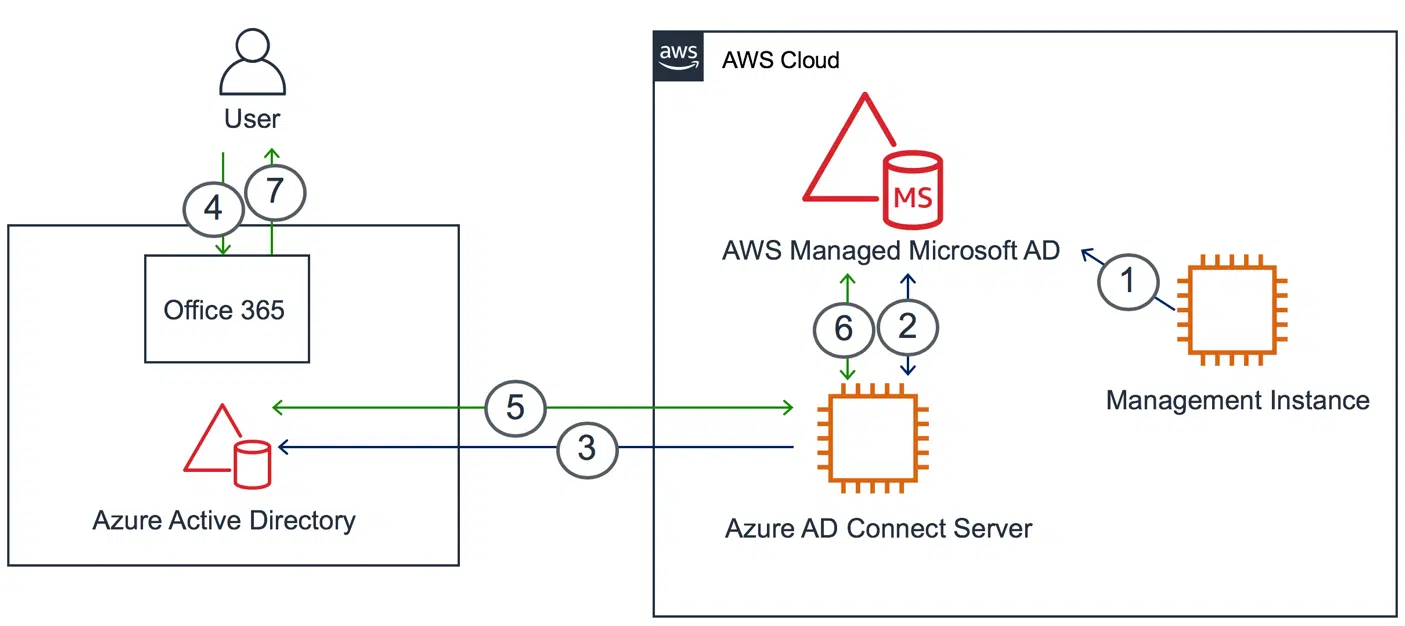 User
4
7
Office 365
Azure Active Directory
5
3
aws
AWS Cloud
MS
AWS Managed Microsoft AD
1
6
2
Management Instance
Azure AD Connect Server